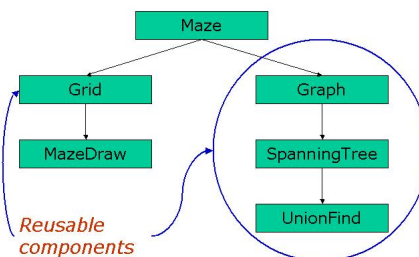 Maze
Grid
Graph
MazeDraw
SpanningTree
UnionFind
Reusable
components